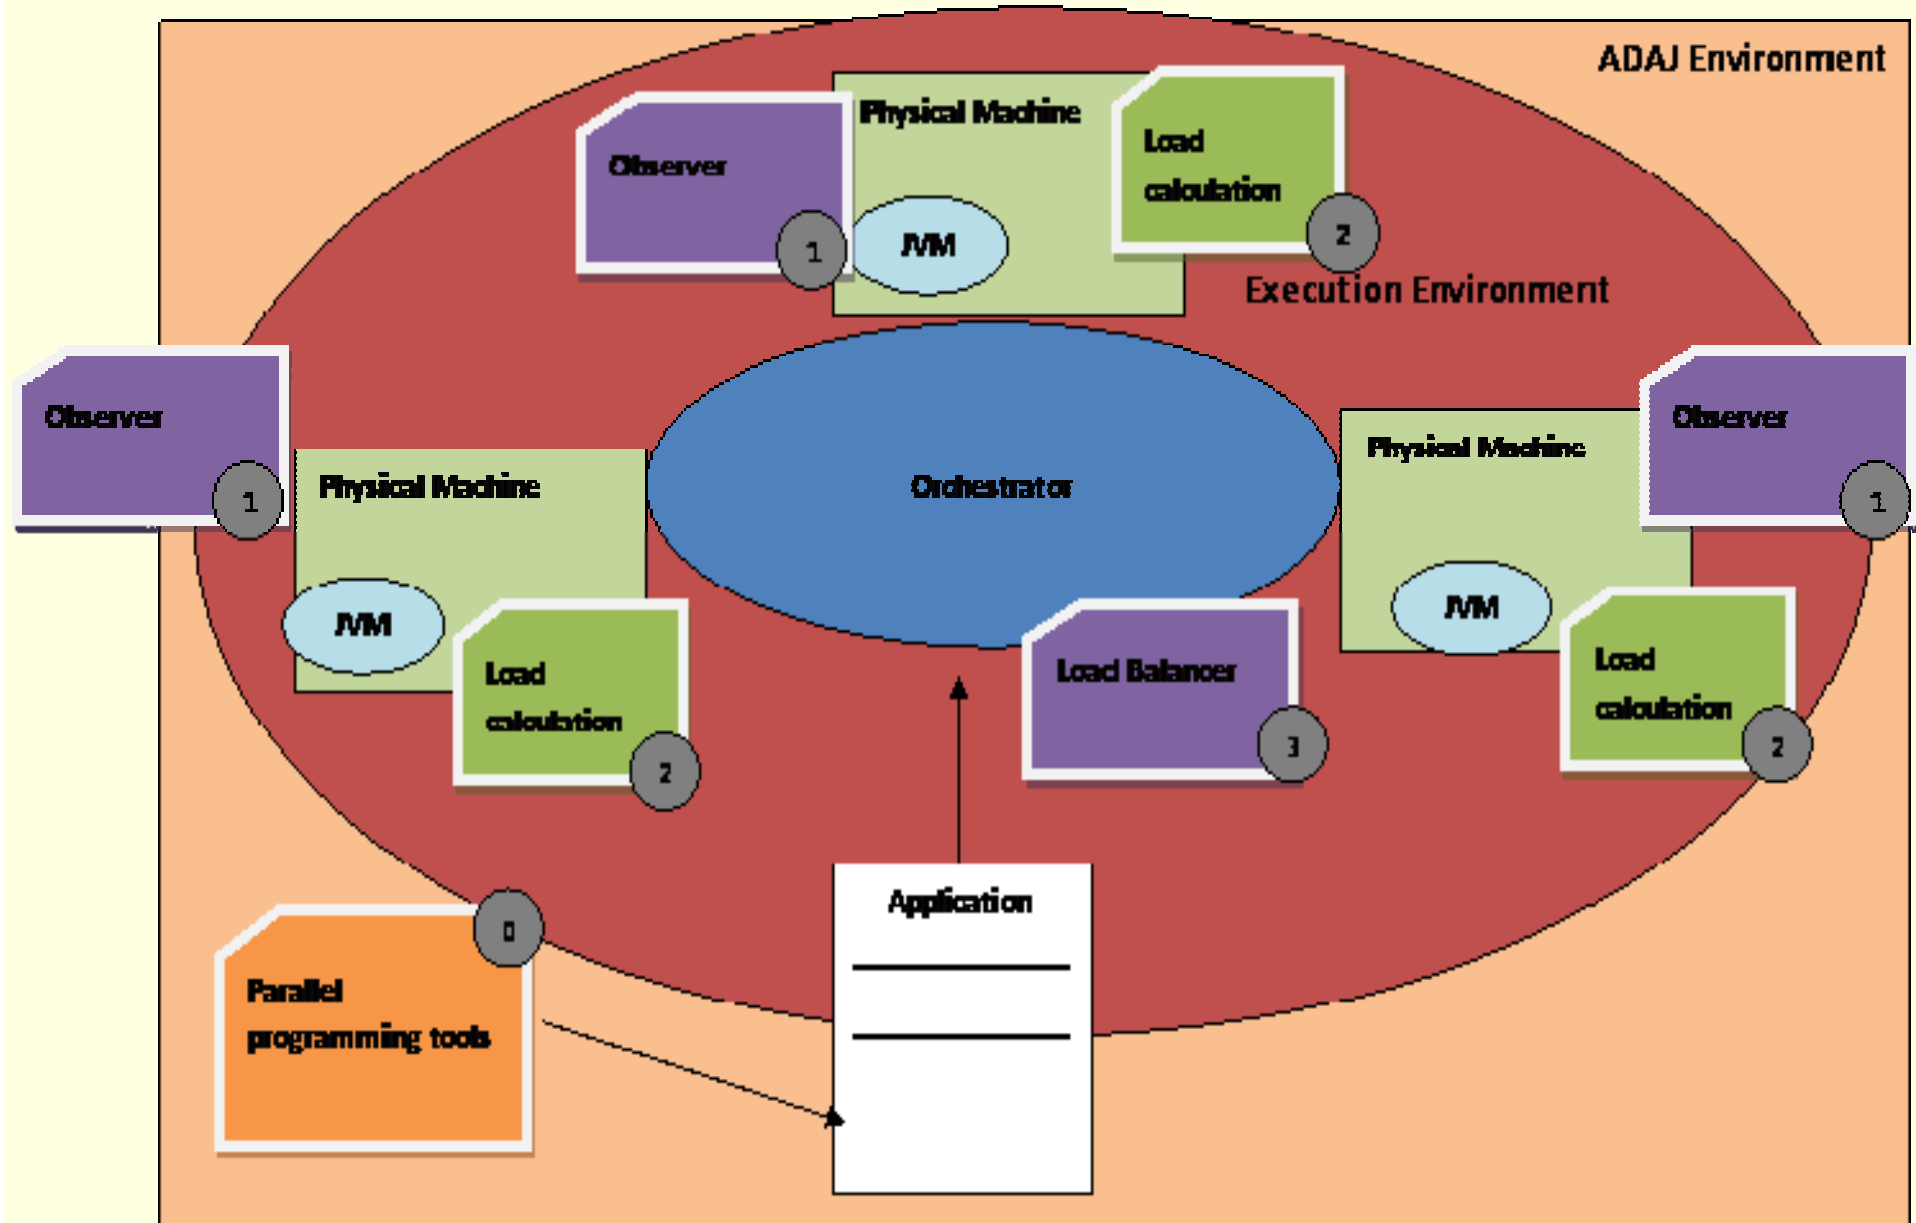 ADAJ Environment
Physical Machine
Load
calculation
Observer
1
JVM
2
Execution Environment
Observer
1
Physical Machine
Orchestrator
Physical Machine
Observer
1
JVM
Load
calculation
2
Load Balancer
3
JVM
Load
calculation
2
Application
0
Parallel
programming tools